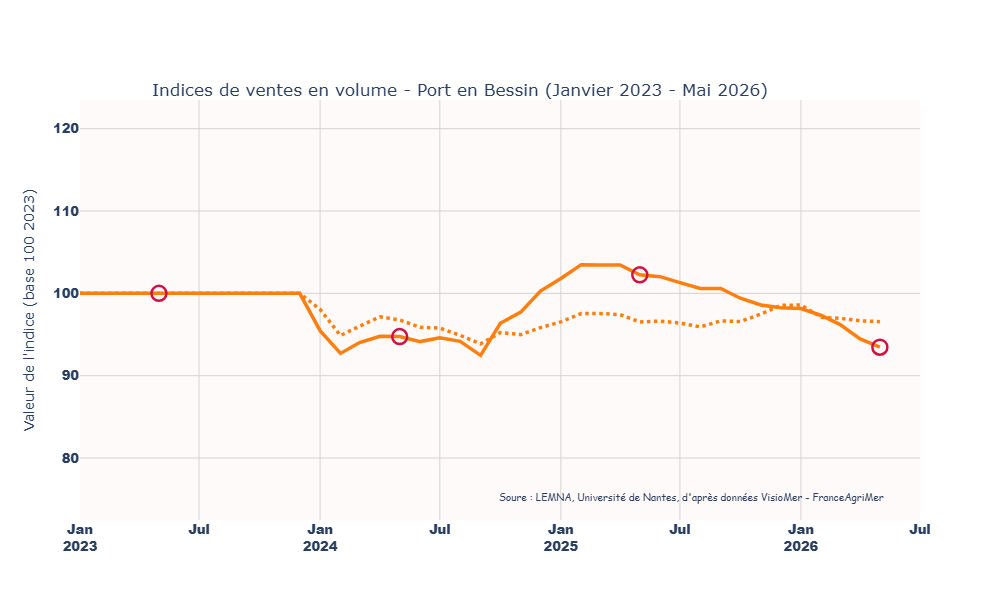 Indices de ventes en volume - Port en Bessin (Janvier 2023 - Mai 2026)
Valeur de l'indice (base 100 2023)
120
110
100
90
80
Soure : LEMNA, Université de Nantes, d'après données VisioMer - FranceAgriMer
Jan Jul Jan Jul Jan Jul Jan Jul
2023 2024 2025 2026